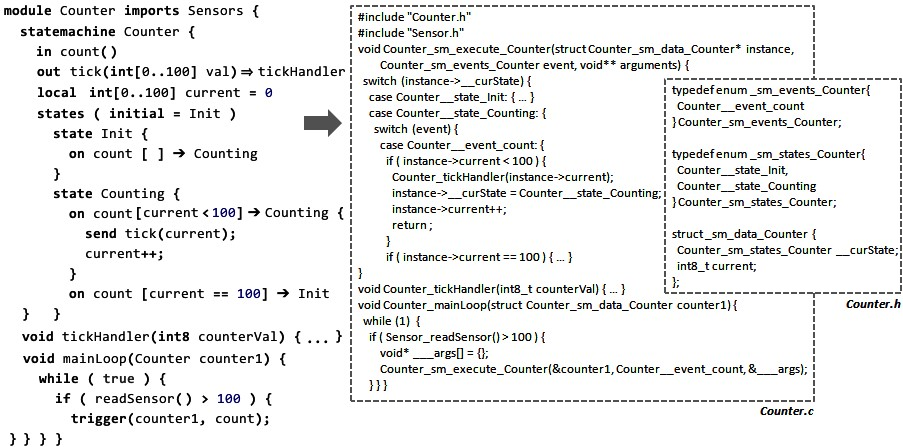 module Counter imports Sensors {
statemachine Counter {
in count()
out tick(int[0..100] val)⇒tickHandler
local int[0..100] current = 0
states ( initial = Init )
state Init {
on count [ ] ➔ Counting
}
state Counting {
on count[current<100]➔Counting {
send tick(current);
current++;
}
on count [current == 100] ➔ Init
} }
void tickHandler(int8 counterVal) { ... }
void mainLoop(Counter counter1) {
while ( true ) {
if ( readSensor() > 100 ) {
trigger(counter1, count);
} } } }
#include "Counter.h"
#include "Sensor.h"
void Counter_sm_execute_Counter(struct Counter_sm_data_Counter* instance,
Counter_sm_events_Counter event, void** arguments) {
switch (instance->__curState) {
case Counter__state_Init: { ... }
case Counter__state_Counting: {
switch (event) {
case Counter__event_count: {
if ( instance->current < 100 ) {
Counter_tickHandler(instance->current);
instance->__curState = Counter__state_Counting;
instance->current++;
return ;
}
if ( instance->current == 100 ) { ... }
}
void Counter_tickHandler(int8_t counterVal) { ... }
void Counter_mainLoop(struct Counter_sm_data_Counter counter1) {
while (1) {
if ( Sensor_readSensor() > 100 ) {
void* ___args[] = {};
Counter_sm_execute_Counter(&counter1, Counter__event_count, &___args);
} } }
Counter.c
typedef enum _sm_events_Counter{
Counter__event_count
} Counter_sm_events_Counter;
typedef enum _sm_states_Counter{
Counter__state_Init,
Counter__state_Counting
} Counter_sm_states_Counter;
struct _sm_data_Counter {
Counter_sm_states_Counter __curState;
int8_t current;
};
Counter.h